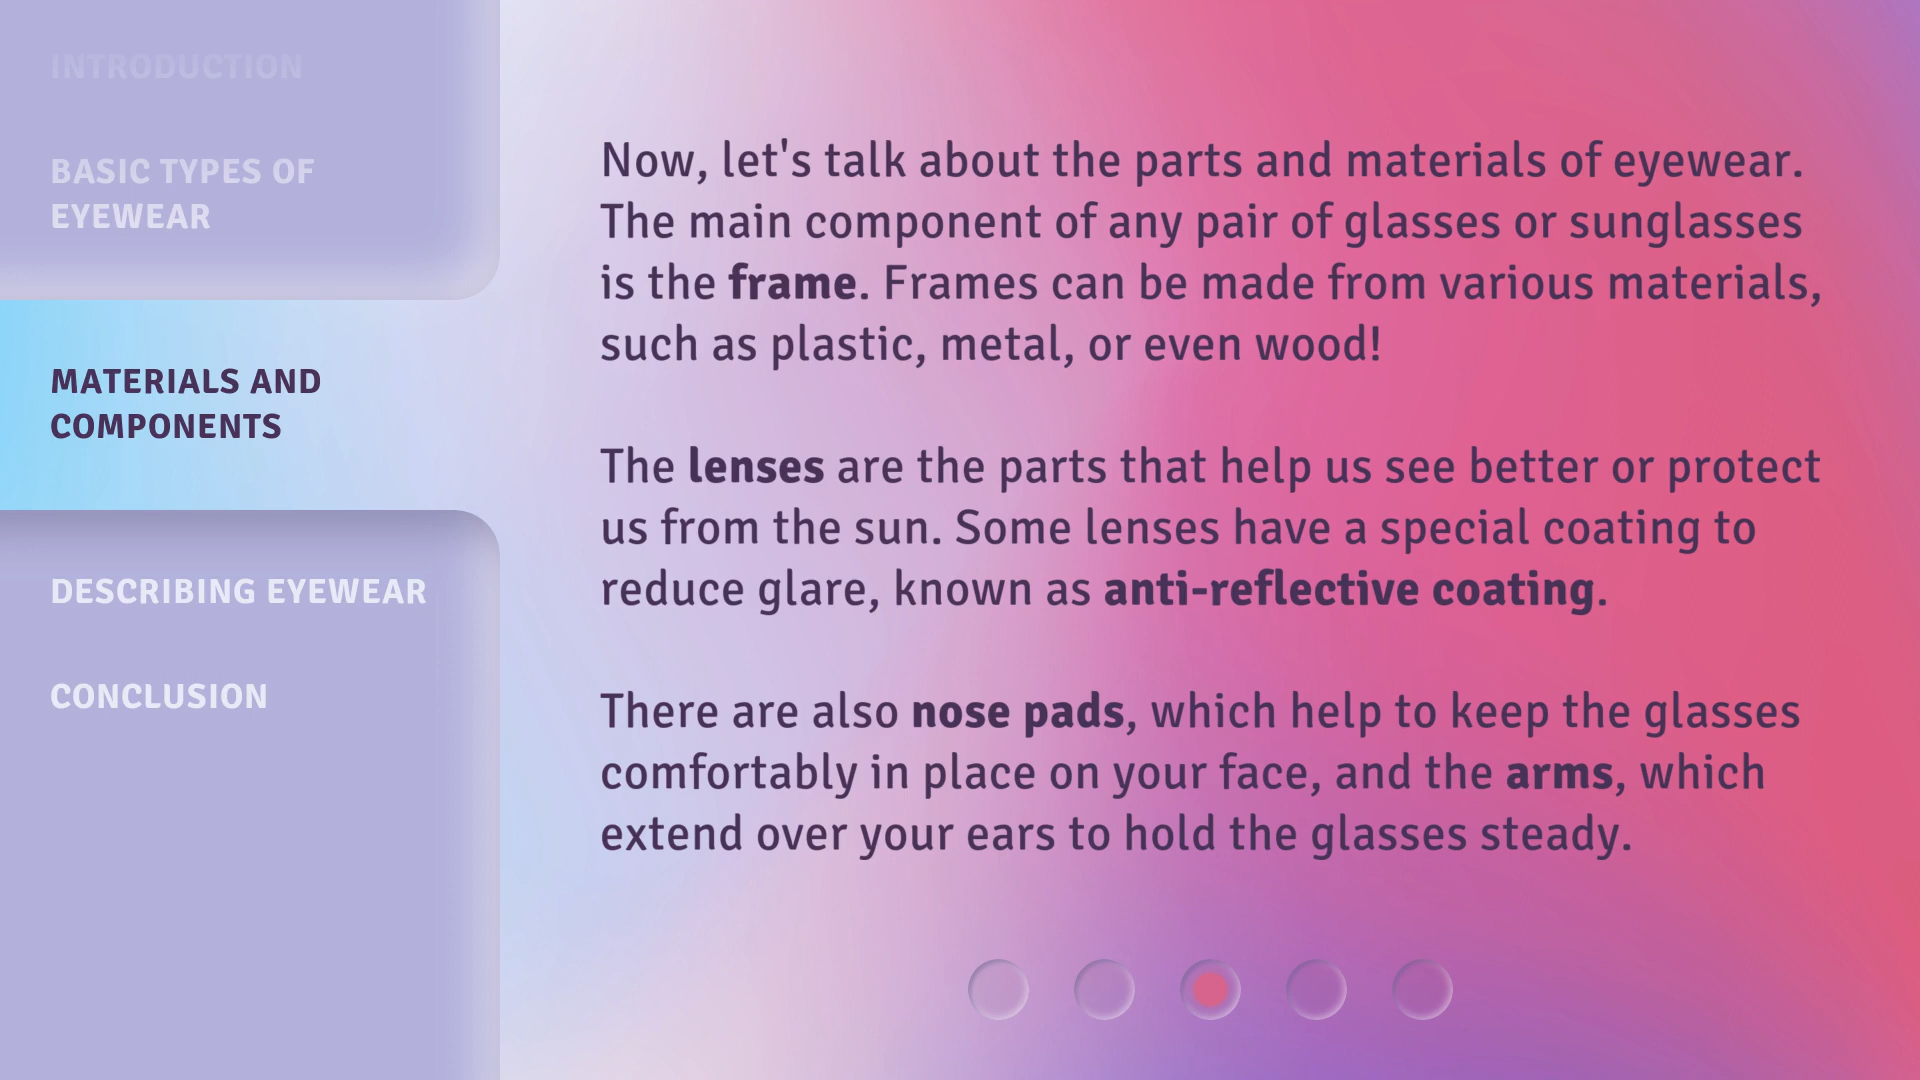 INTRODUCTION
BASIC TYPES OF
EYEWEAR
MATERIALS AND
COMPONENTS
DESCRIBING EYEWEAR
CONCLUSION
Now, let's talk about the parts and materials of eyewear.
The main component of any pair of glasses or sunglasses
is the frame. Frames can be made from various materials,
such as plastic, metal, or even wood!
The lenses are the parts that help us see better or protect
us from the sun. Some lenses have a special coating to
reduce glare, known as anti-reflective coating.
There are also nose pads, which help to keep the glasses
comfortably in place on your face, and the arms, which
extend over your ears to hold the glasses steady.